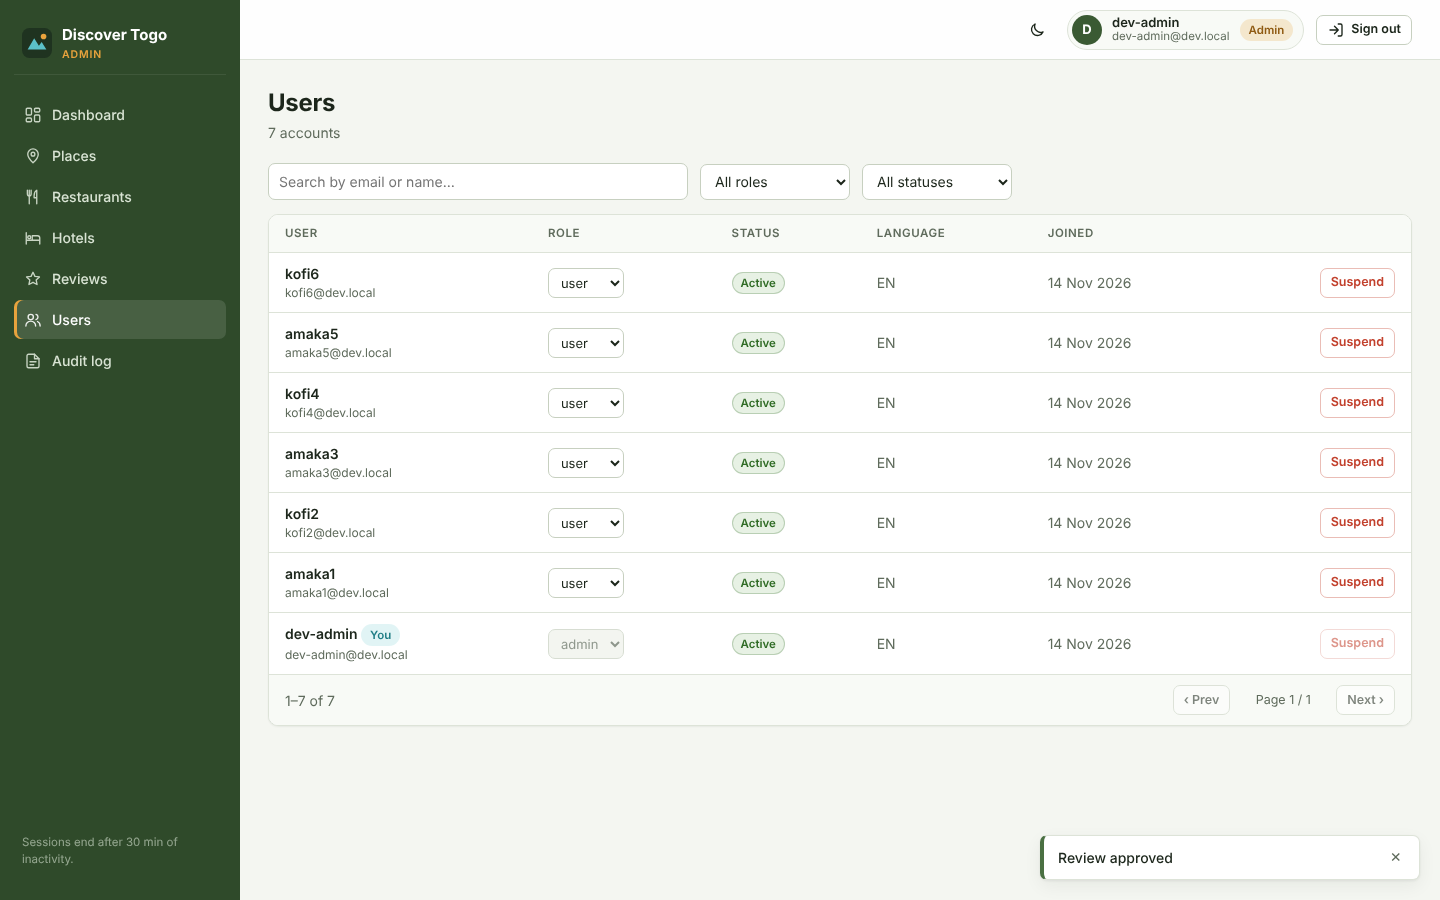 Discover Togo
ADMIN
Dashboard
Places
Restaurants
Hotels
Reviews
Users
Audit log
Sessions end after 30 min of
inactivity.
D
dev-admin
dev-admin@dev.local
Admin
Sign out
Users
7 accounts
Search by email or name...
All roles
All statuses
USER ROLE STATUS LANGUAGE JOINED
kofi6
kofi6@dev.local
user Active EN 14 Nov 2026 Suspend
amaka5
amaka5@dev.local
user Active EN 14 Nov 2026 Suspend
kofi4
kofi4@dev.local
user Active EN 14 Nov 2026 Suspend
amaka3
amaka3@dev.local
user Active EN 14 Nov 2026 Suspend
kofi2
kofi2@dev.local
user Active EN 14 Nov 2026 Suspend
amaka1
amaka1@dev.local
user Active EN 14 Nov 2026 Suspend
dev-admin You
dev-admin@dev.local
admin Active EN 14 Nov 2026 Suspend
1–7 of 7
‹ Prev Page 1 / 1 Next ›
Review approved ×